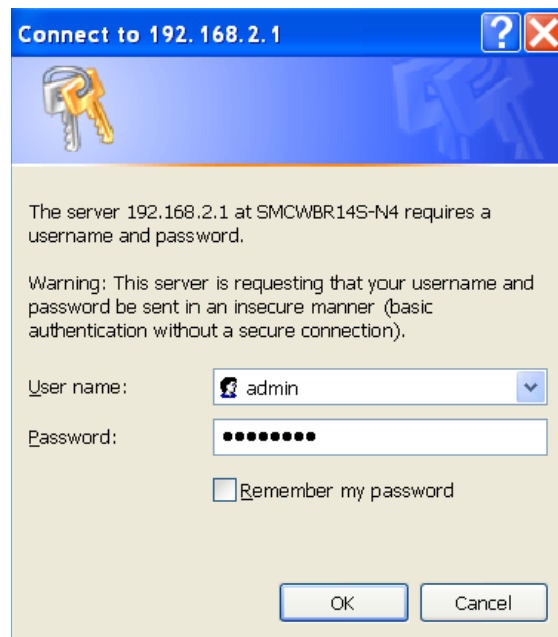 Connect to 192.168.2.1
The server 192.168.2.1 at SMCWBR14S-N4 requires a
username and password.
Warning: This server is requesting that your username and
password be sent in an insecure manner (basic
authentication without a secure connection).
User name:
admin
Password:
••••••••
Remember my password
OK
Cancel